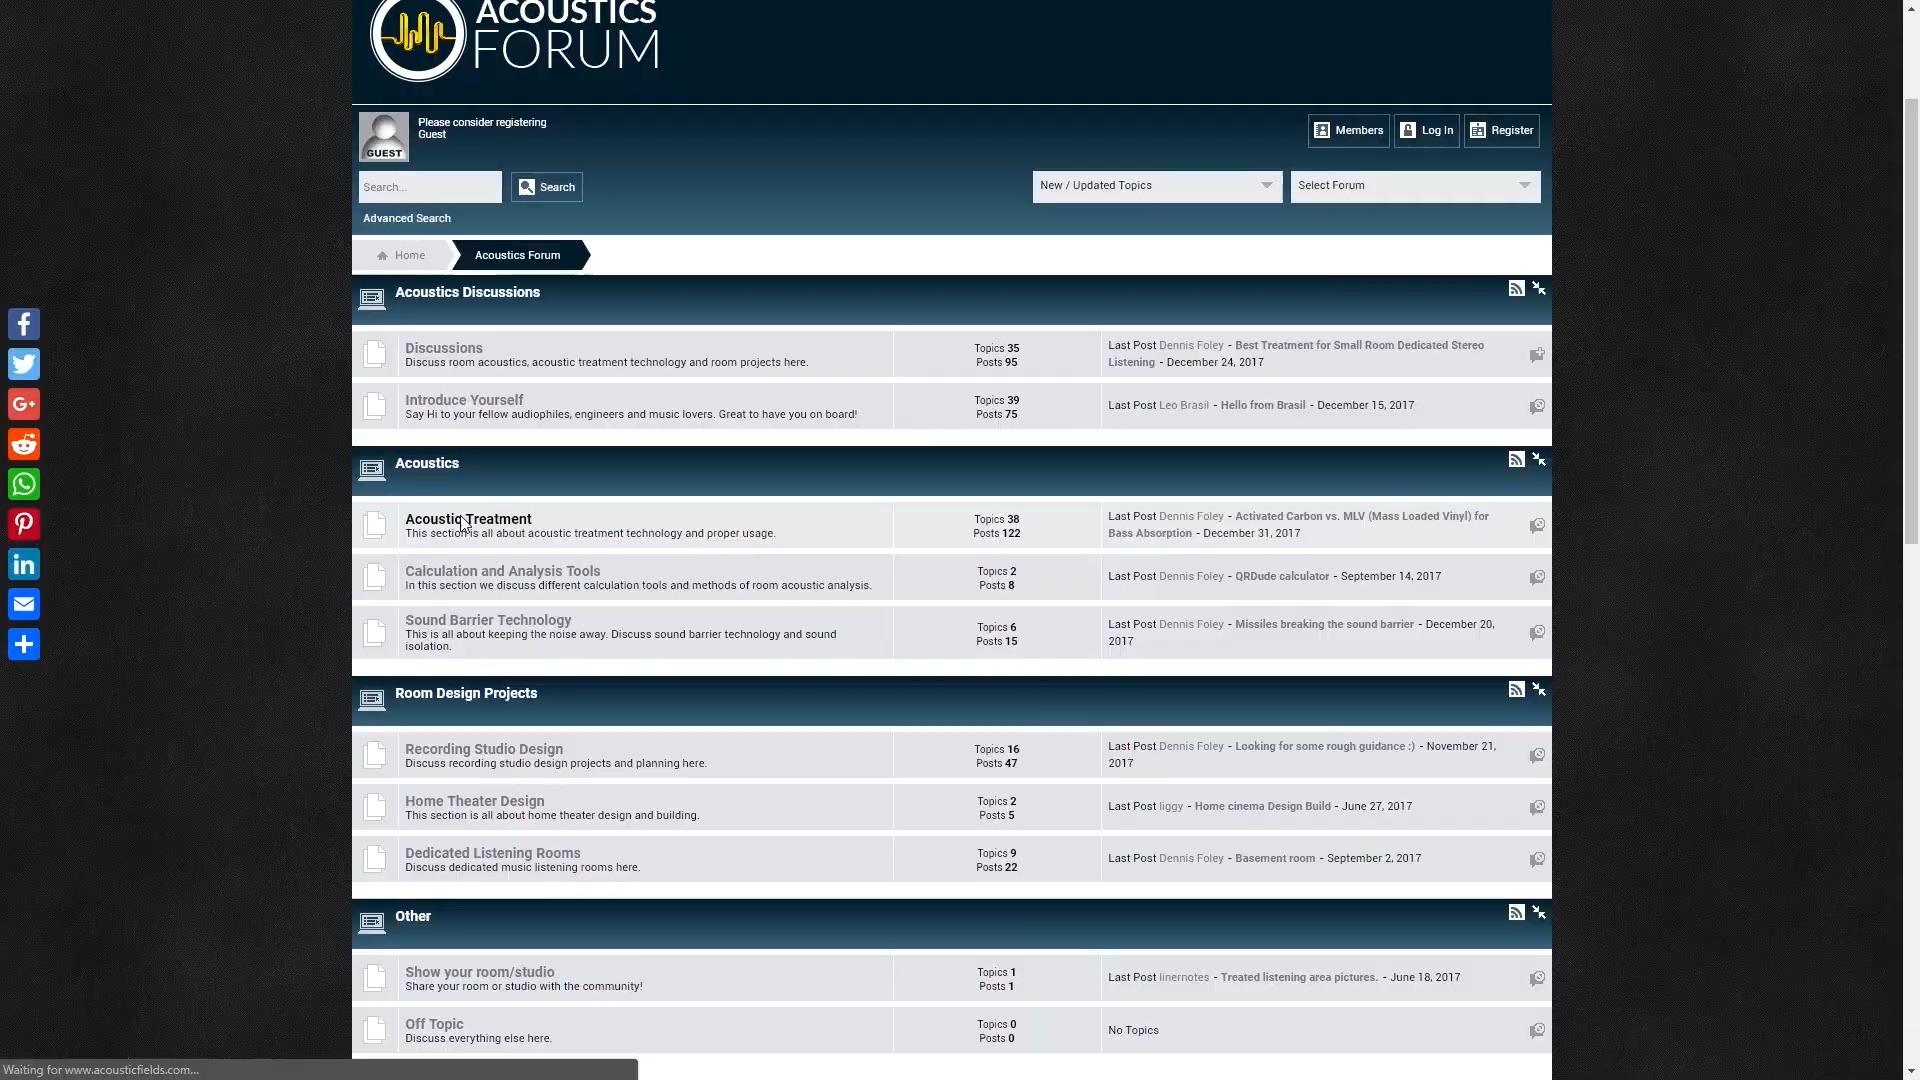 ACOUSTICS
FORUM
Please consider registering
Guest
GUEST
Members
Log In
Register
Search...
Search
New / Updated Topics
Select Forum
Advanced Search
Home
Acoustics Forum
Acoustics Discussions
Discussions
Discuss room acoustics, acoustic treatment technology and room projects here.
Topics 35
Posts 95
Last Post Dennis Foley - Best Treatment for Small Room Dedicated Stereo
Listening - December 24, 2017
Introduce Yourself
Say Hi to your fellow audiophiles, engineers and music lovers. Great to have you on board!
Topics 39
Posts 75
Last Post Leo Brasil - Hello from Brasil - December 15, 2017
Acoustics
Acoustic Treatment
This section is all about acoustic treatment technology and proper usage.
Topics 38
Posts 122
Last Post Dennis Foley - Activated Carbon vs. MLV (Mass Loaded Vinyl) for
Bass Absorption - December 31, 2017
Calculation and Analysis Tools
In this section we discuss different calculation tools and methods of room acoustic analysis.
Topics 2
Posts 8
Last Post Dennis Foley - QRDude calculator - September 14, 2017
Sound Barrier Technology
This is all about keeping the noise away. Discuss sound barrier technology and sound
isolation.
Topics 6
Posts 15
Last Post Dennis Foley - Missiles breaking the sound barrier - December 20,
2017
Room Design Projects
Recording Studio Design
Discuss recording studio design projects and planning here.
Topics 16
Posts 47
Last Post Dennis Foley - Looking for some rough guidance :) - November 21,
2017
Home Theater Design
This section is all about home theater design and building.
Topics 2
Posts 5
Last Post liggy - Home cinema Design Build - June 27, 2017
Dedicated Listening Rooms
Discuss dedicated music listening rooms here.
Topics 9
Posts 22
Last Post Dennis Foley - Basement room - September 2, 2017
Other
Show your room/studio
Share your room or studio with the community!
Topics 1
Posts 1
Last Post linernotes - Treated listening area pictures. - June 18, 2017
Off Topic
Discuss everything else here.
Topics 0
Posts 0
No Topics
Waiting for www.acousticfields.com...